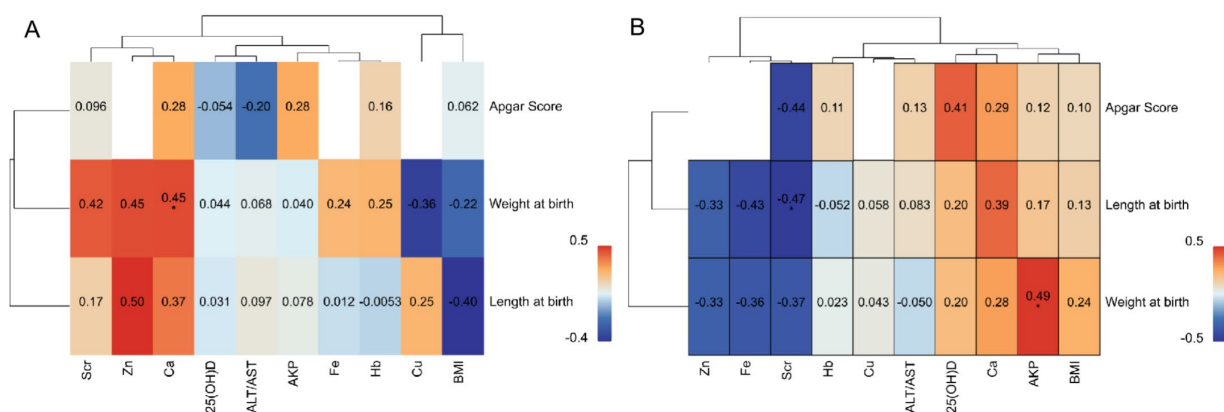 A
0.096 0.28 -0.054 -0.20 0.28 0.16 0.062 Apgar Score
0.42 0.45 0.45 * 0.044 0.068 0.040 0.24 0.25 -0.36 -0.22 Weight at birth
0.17 0.50 0.37 0.031 0.097 0.078 0.012 -0.0053 0.25 -0.40 Length at birth
Scr Zn Ca 25(OH)D ALT/AST AKP Fe Hb Cu BMI
0.5
-0.4
B
-0.44 0.11 0.13 0.41 0.29 0.12 0.10 Apgar Score
-0.33 -0.43 -0.47 * -0.052 0.058 0.083 0.20 0.39 0.17 0.13 Length at birth
-0.33 -0.36 -0.37 0.023 0.043 -0.050 0.20 0.28 0.49 * 0.24 Weight at birth
Zn Fe Scr Hb Cu ALT/AST 25(OH)D Ca AKP BMI
0.5
-0.5